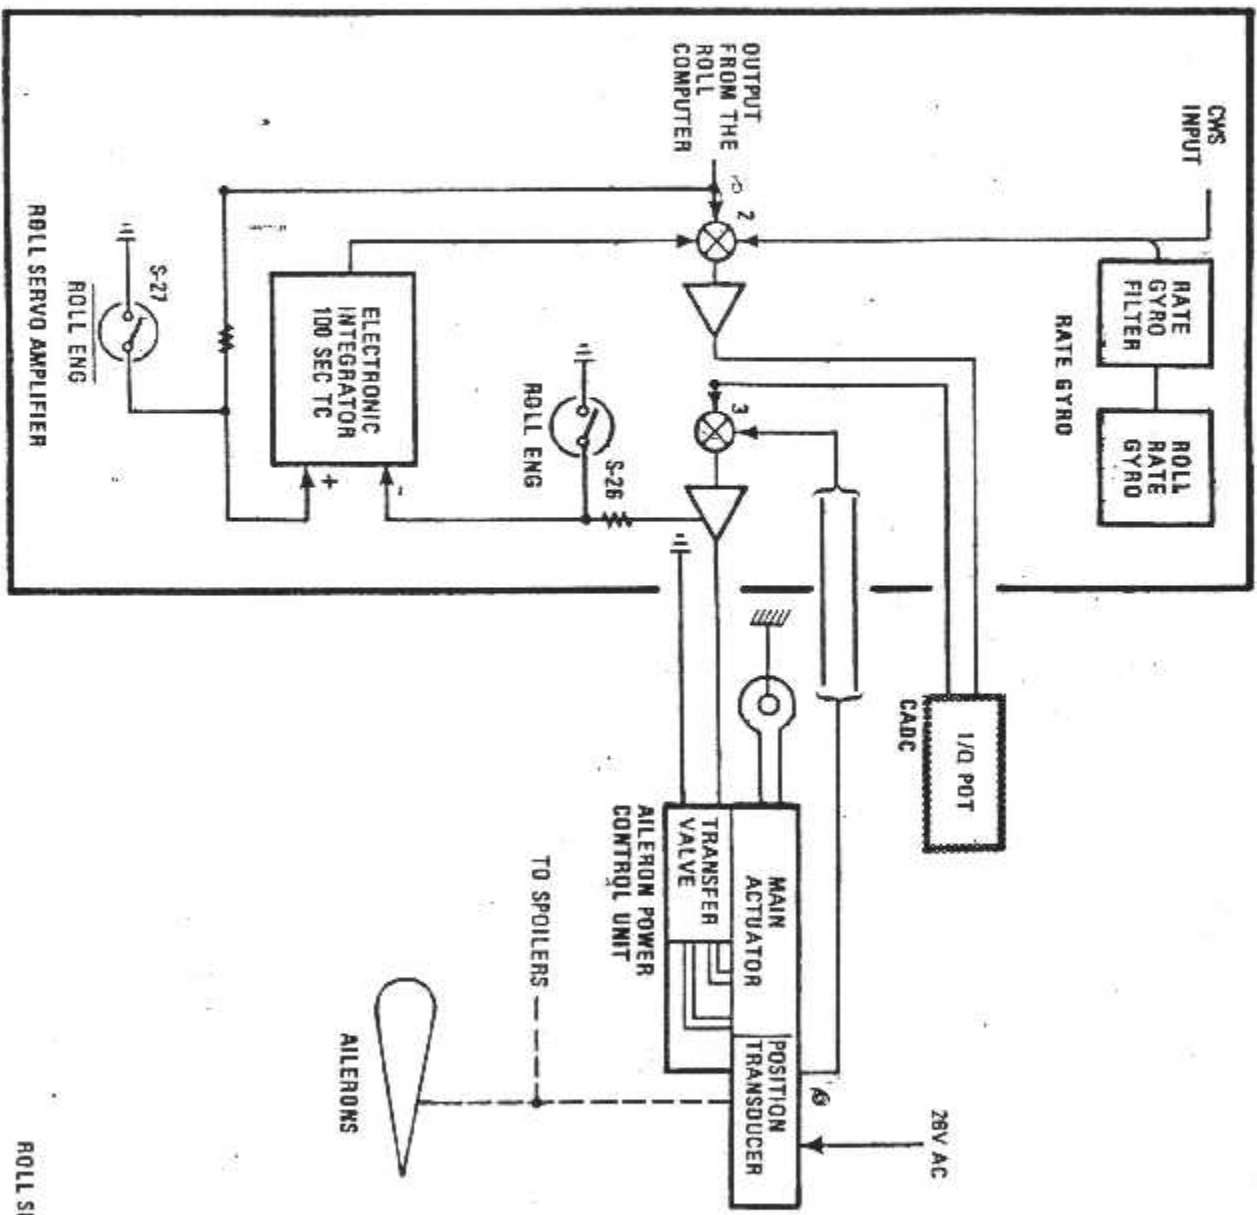 CWS
INPUT
RATE
GYRO
FILTER
ROLL
RATE
GYRO
RATE GYRO
OUTPUT
FROM THE
ROLL
COMPUTER
2
3
1/Q POT
CADC
ELECTRONIC
INTEGRATOR
100 SEC TC
+
-
S-26
ROLL ENG
S-27
ROLL ENG
ROLL SERVO AMPLIFIER
MAIN
ACTUATOR
TRANSFER
VALVE
POSITION
TRANSDUCER
AILERON POWER
CONTROL UNIT
26V AC
TO SPOILERS
AILERONS